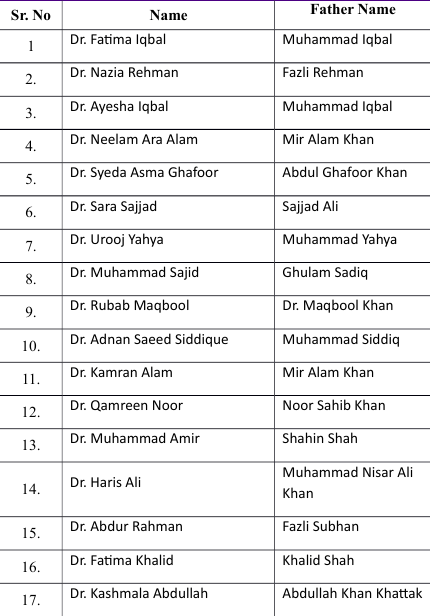 Sr. No Name Father Name
1 Dr. Fatima Iqbal Muhammad Iqbal
2. Dr. Nazia Rehman Fazli Rehman
3. Dr. Ayesha Iqbal Muhammad Iqbal
4. Dr. Neelam Ara Alam Mir Alam Khan
5. Dr. Syeda Asma Ghafoor Abdul Ghafoor Khan
6. Dr. Sara Sajjad Sajjad Ali
7. Dr. Urooj Yahya Muhammad Yahya
8. Dr. Muhammad Sajid Ghulam Sadiq
9. Dr. Rubab Maqbool Dr. Maqbool Khan
10. Dr. Adnan Saeed Siddique Muhammad Siddiq
11. Dr. Kamran Alam Mir Alam Khan
12. Dr. Qamreen Noor Noor Sahib Khan
13. Dr. Muhammad Amir Shahin Shah
14. Dr. Haris Ali Muhammad Nisar Ali
Khan
15. Dr. Abdur Rahman Fazli Subhan
16. Dr. Fatima Khalid Khalid Shah
17. Dr. Kashmala Abdullah Abdullah Khan Khattak